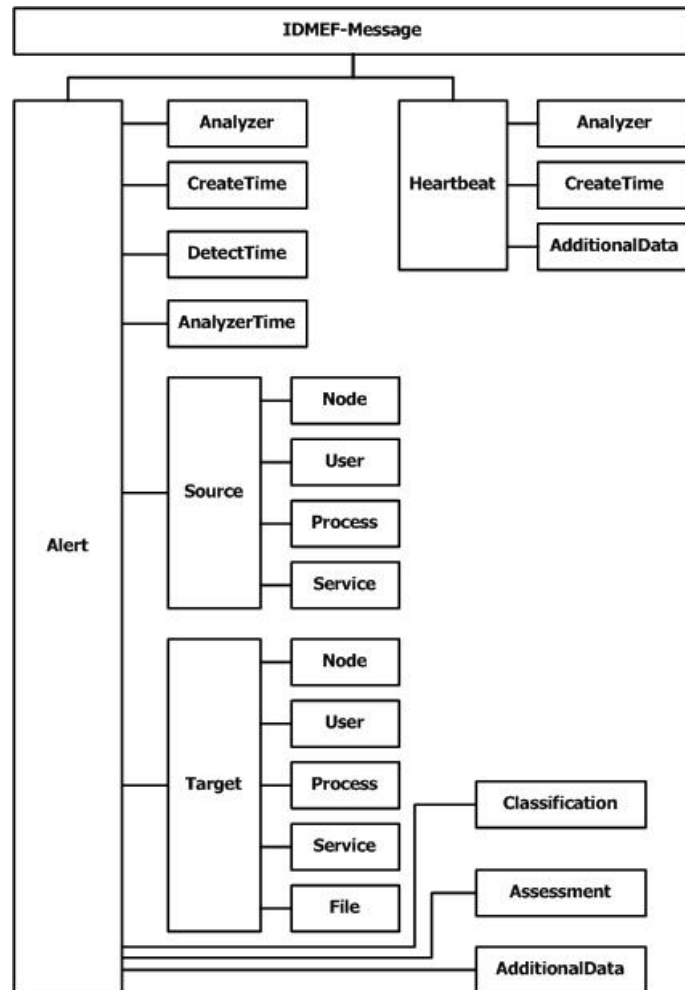 IDMEF-Message
Alert
Analyzer
CreateTime
DetectTime
AnalyzerTime
Source
Node
User
Process
Service
Target
Node
User
Process
Service
File
Classification
Assessment
AdditionalData
Heartbeat
Analyzer
CreateTime
AdditionalData